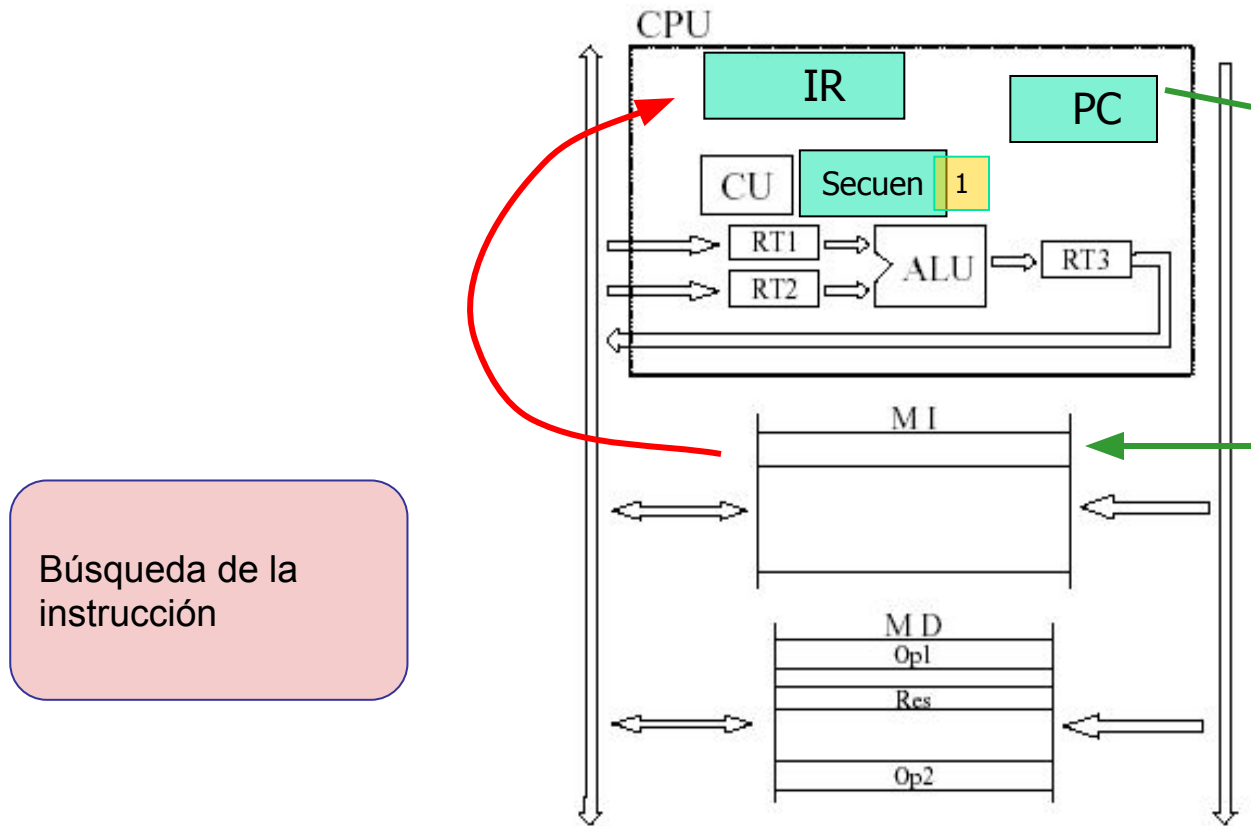 CPU
IR
PC
CU
Secuen
1
RT1
RT2
ALU
RT3
M I
Búsqueda de la
instrucción
M D
Op1
Res
Op2